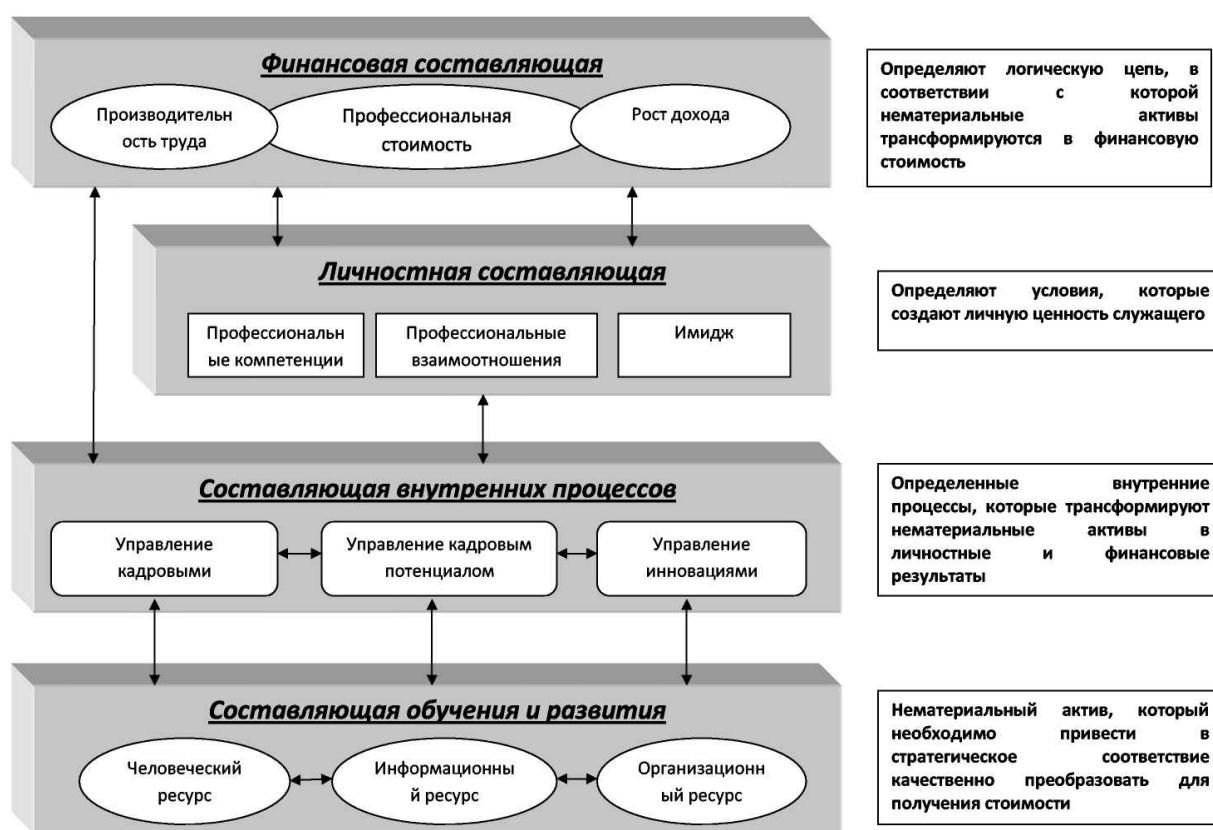 Финансовая составляющая
Производительн
ость труда
Профессиональная
стоимость
Рост дохода
Определяют логическую цепь, в
соответствии с которой
нематериальные активы
трансформируются в финансовую
стоимость
Личностная составляющая
Профессиональн
ые компетенции
Профессиональные
взаимоотношения
Имидж
Определяют условия, которые
создают личную ценность служащего
Составляющая внутренних процессов
Управление
кадровыми
Управление кадровым
потенциалом
Управление
инновациями
Определенные внутренние
процессы, которые трансформируют
нематериальные активы в
личностные и финансовые
результаты
Составляющая обучения и развития
Человеческий
ресурс
Информационны
й ресурс
Организационн
ый ресурс
Нематериальный актив, который
необходимо привести в
стратегическое соответствие
качественно преобразовать для
получения стоимости